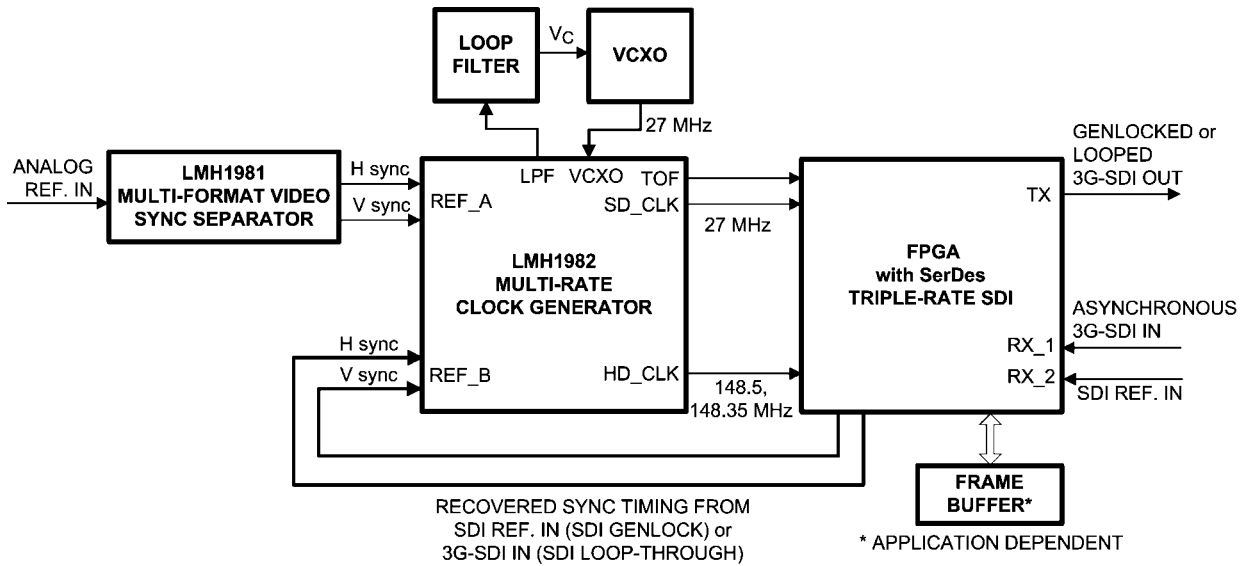 LOOP
FILTER
VC
VCXO
27 MHz
ANALOG
REF. IN
LMH1981
MULTI-FORMAT VIDEO
SYNC SEPARATOR
H sync
V sync
LPF
VCXO
REF_A
TOF
SD_CLK
27 MHz
LMH1982
MULTI-RATE
CLOCK GENERATOR
H sync
V sync
REF_B
HD_CLK
148.5,
148.35 MHz
FPGA
with SerDes
TRIPLE-RATE SDI
TX
GENLOCKED or
LOOPED
3G-SDI OUT
ASYNCHRONOUS
3G-SDI IN
RX_1
RX_2
SDI REF. IN
FRAME
BUFFER*
* APPLICATION DEPENDENT
RECOVERED SYNC TIMING FROM
SDI REF. IN (SDI GENLOCK) or
3G-SDI IN (SDI LOOP-THROUGH)